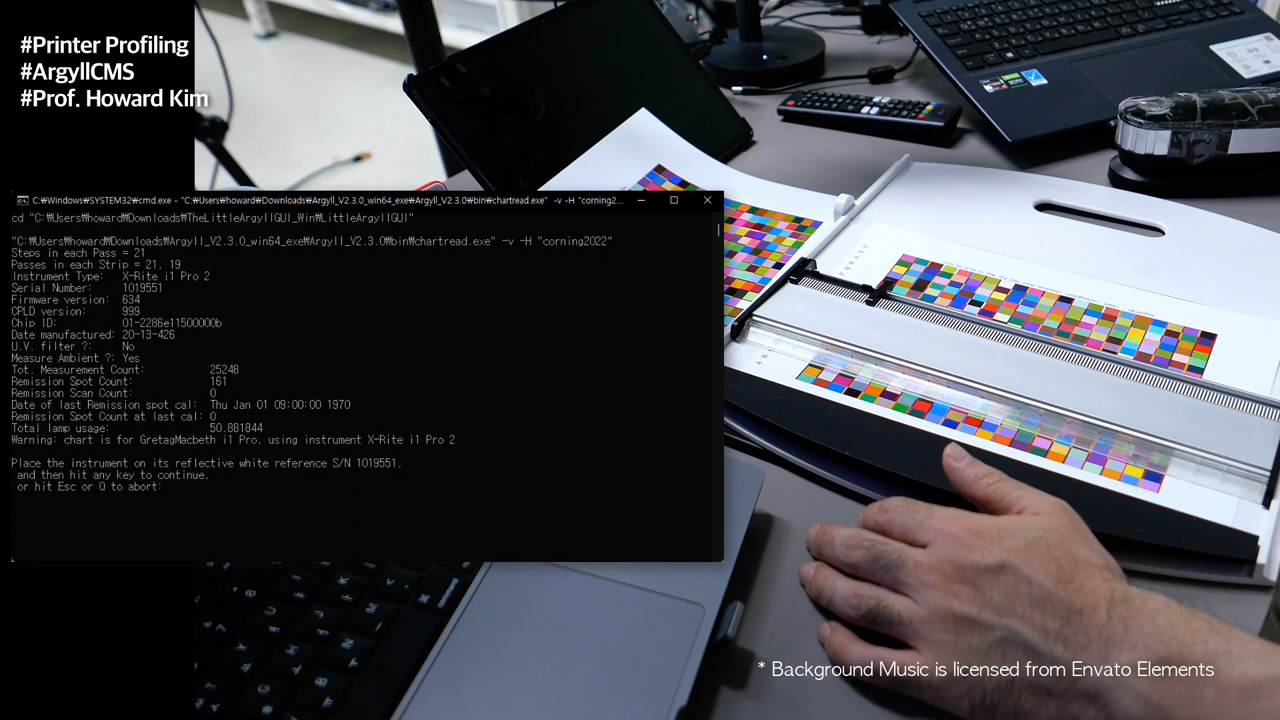 #Printer Profiling
#ArgyllCMS
#Prof. Howard Kim
C:₩Windows₩SYSTEM32₩cmd.exe - "C:₩Users₩howard₩Downloads₩Argyll_V2.3.0_win64_exe₩Argyll_V2.3.0₩bin₩chartread.exe" -v -H "corning2...
cd "C:₩Users₩howard₩Downloads₩TheLittleArgyllGUI_Win₩LittleArgyllGUI"
"C:₩Users₩howard₩Downloads₩Argyll_V2.3.0_win64_exe₩Argyll_V2.3.0₩bin₩chartread.exe" -v -H "corning2022"
Steps in each Pass = 21
Passes in each Strip = 21, 19
Instrument Type: X-Rite i1 Pro 2
Serial Number: 1019551
Firmware version: 634
CPLD version: 999
Chip ID: 01-2286e11500000b
Date manufactured: 20-13-426
U.V. filter ?: No
Measure Ambient ?: Yes
Tot. Measurement Count: 25248
Remission Spot Count: 161
Remission Scan Count: 0
Date of last Remission spot cal: Thu Jan 01 09:00:00 1970
Remission Spot Count at last cal: 0
Total lamp usage: 50.881844
Warning: chart is for GretagMacbeth i1 Pro, using instrument X-Rite i1 Pro 2
Place the instrument on its reflective white reference S/N 1019551,
and then hit any key to continue,
or hit Esc or Q to abort:
* Background Music is licensed from Envato Elements